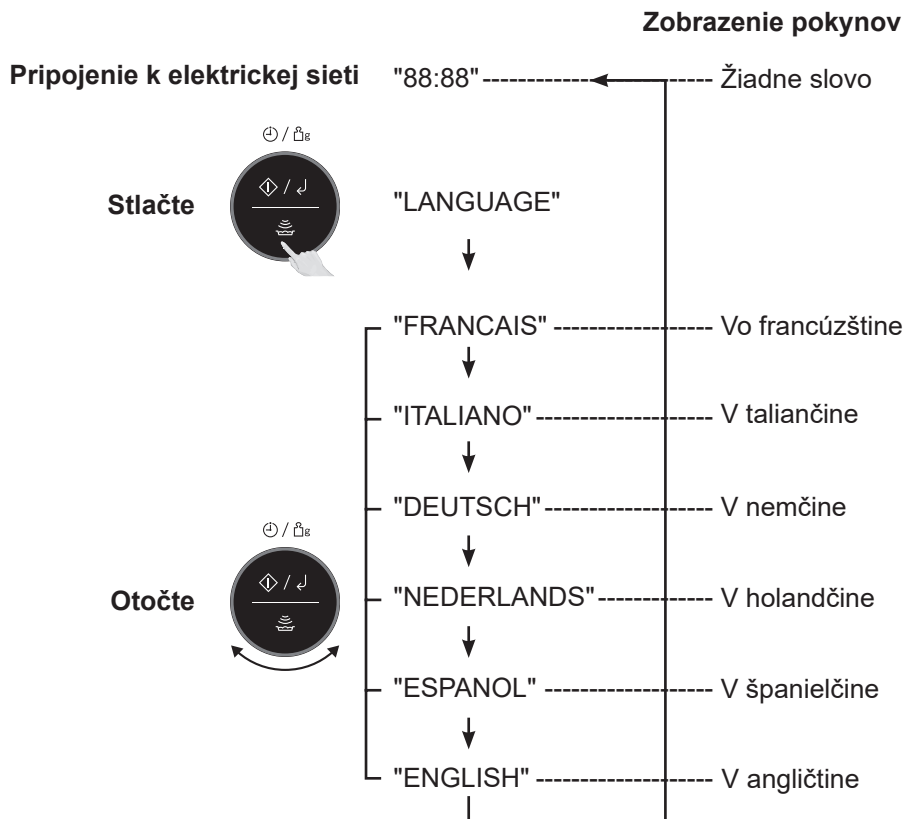 Zobrazenie pokynov
Pripojenie k elektrickej sieti "88:88" Žiadne slovo
/ g
Stlačte
/
"LANGUAGE"
"FRANCAIS" Vo francúzštine
"ITALIANO" V taliančine
"DEUTSCH" V nemčine
/ g
Otočte
/
"NEDERLANDS" V holandčine
"ESPANOL" V španielčine
"ENGLISH" V angličtine